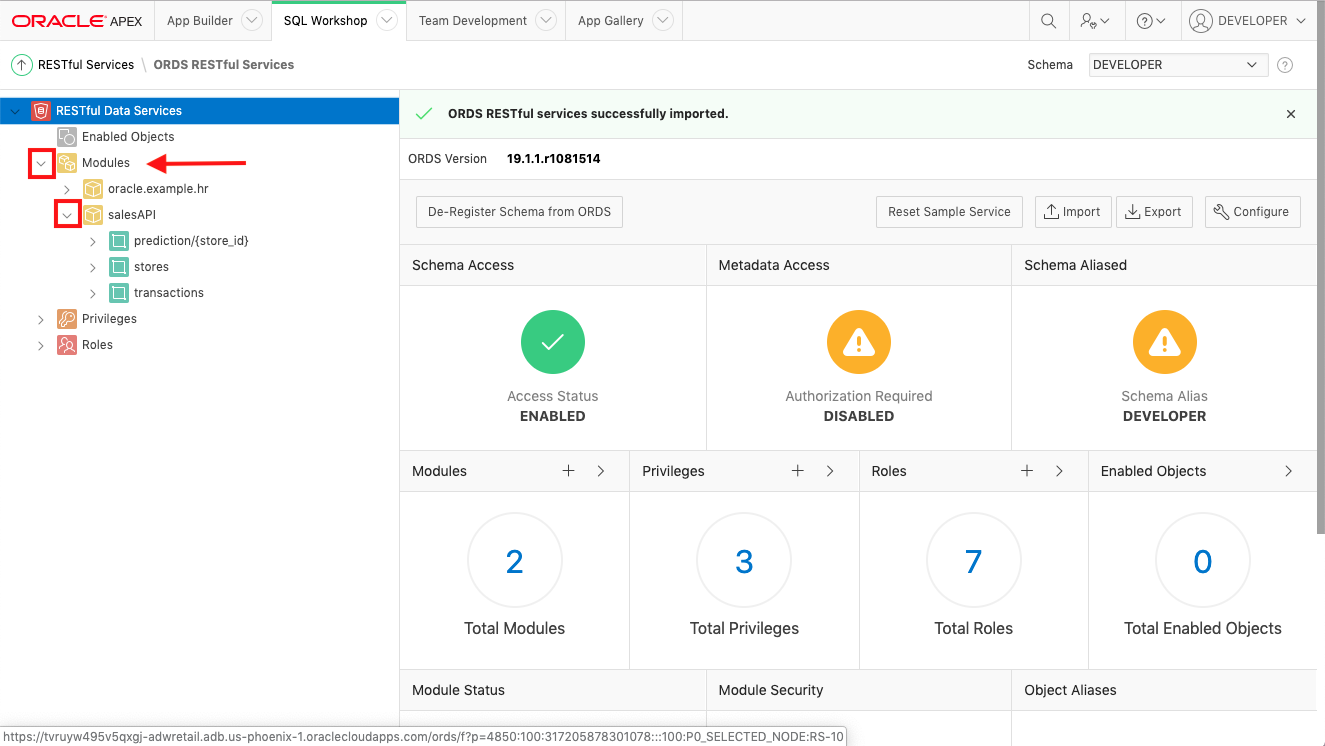 ORACLE APEX App Builder SQL Workshop Team Development App Gallery DEVELOPER
RESTful Services \ ORDS RESTful Services Schema DEVELOPER
RESTful Data Services
Enabled Objects
Modules
oracle.example.hr
salesAPI
prediction/{store_id}
stores
transactions
Privileges
Roles
ORDS RESTful services successfully imported.
ORDS Version 19.1.1.r1081514
De-Register Schema from ORDS Reset Sample Service Import Export Configure
Schema Access Metadata Access Schema Aliased
Access Status Authorization Required Schema Alias
ENABLED DISABLED DEVELOPER
Modules Privileges Roles Enabled Objects
2 3 7 0
Total Modules Total Privileges Total Roles Total Enabled Objects
Module Status Module Security Object Aliases
https://tvruyw495v5qxgj-adwretail.adb.us-phoenix-1.oraclecloudapps.com/ords/f?p=4850:100:317205878301078:::100:P0_SELECTED_NODE:RS-10